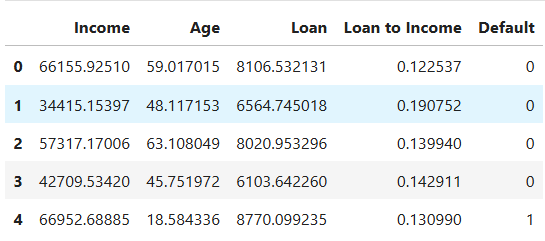 Income Age Loan Loan to Income Default
0 66155.92510 59.017015 8106.532131 0.122537 0
1 34415.15397 48.117153 6564.745018 0.190752 0
2 57317.17006 63.108049 8020.953296 0.139940 0
3 42709.53420 45.751972 6103.642260 0.142911 0
4 66952.68885 18.584336 8770.099235 0.130990 1